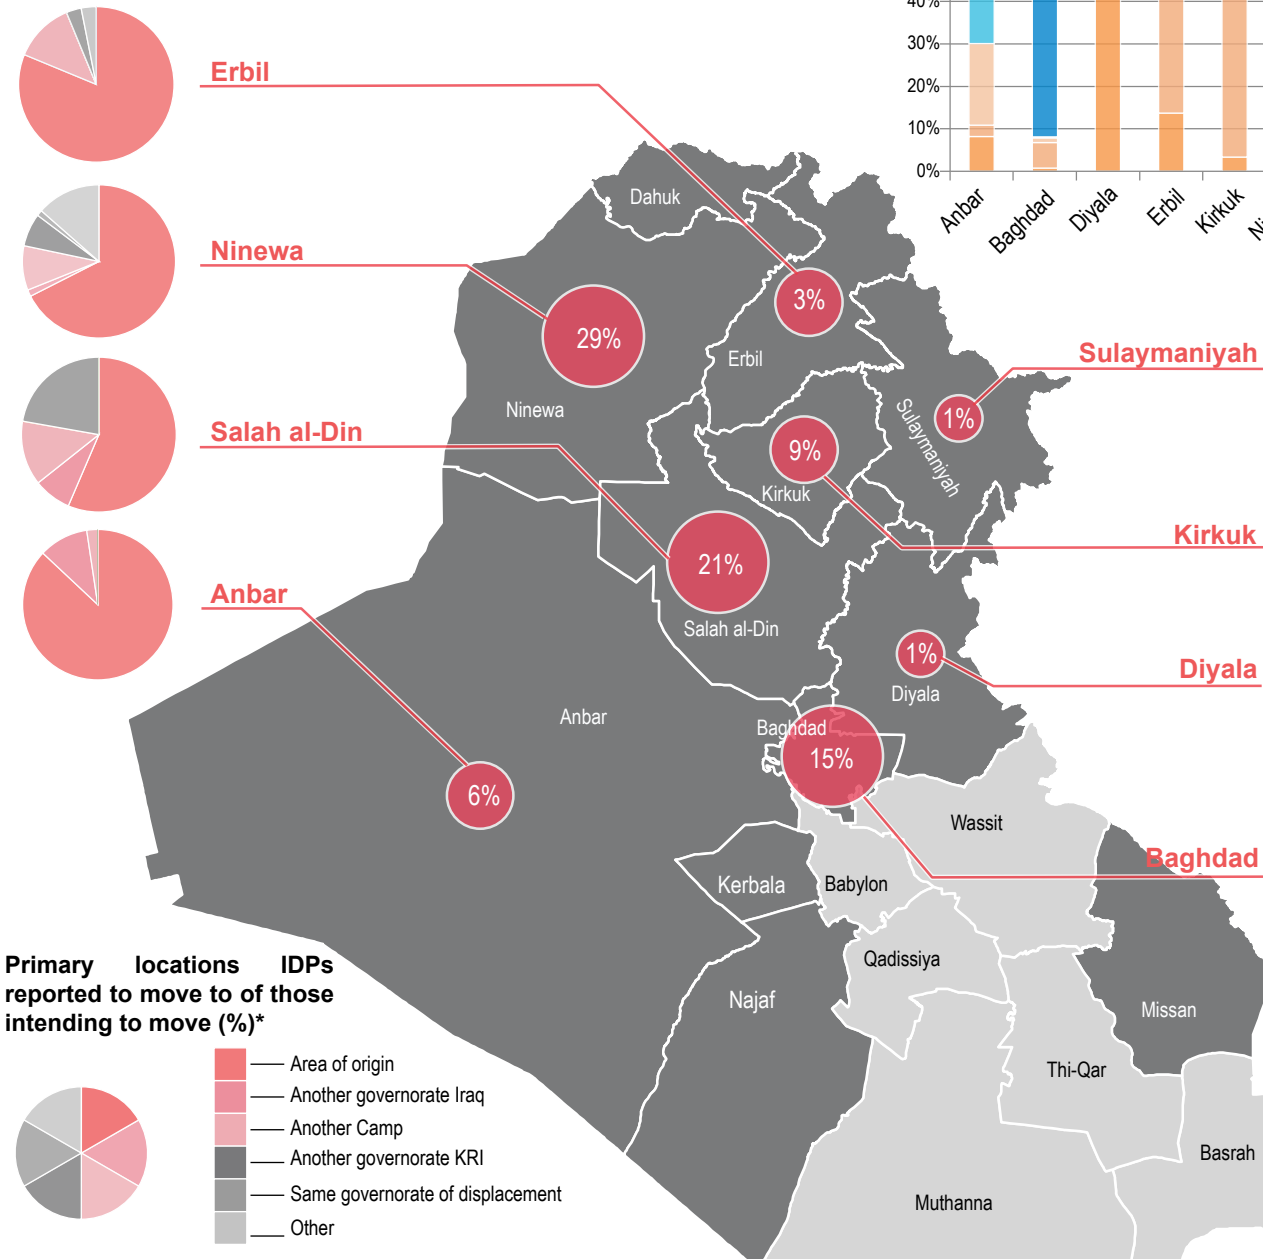 40%
30%
20%
10%
0%
Anbar
Baghdad
Diyala
Erbil
Kirkuk
Erbil
Ninewa
Salah al-Din
Anbar
Sulaymaniyah
Kirkuk
Diyala
Baghdad
Dahuk
3%
29%
Erbil
Ninewa
1%
Sulaymaniyah
9%
Kirkuk
21%
Salah al-Din
1%
Diyala
Anbar
Baghdad
15%
6%
Wassit
Kerbala
Babylon
Qadissiya
Najaf
Missan
Thi-Qar
Basrah
Muthanna
Primary locations IDPs
reported to move to of those
intending to move (%)*
Area of origin
Another governorate Iraq
Another Camp
Another governorate KRI
Same governorate of displacement
Other